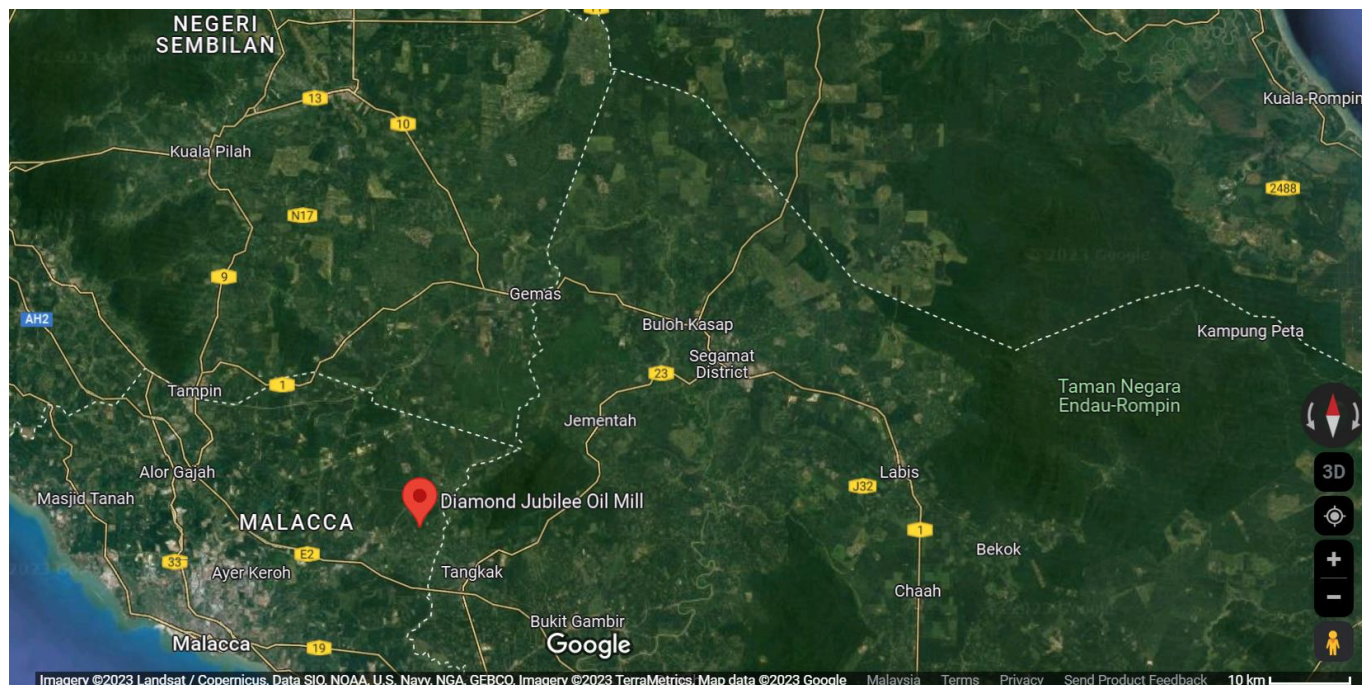 NEGERI
SEMBILAN
11
Kuala Rompin
13
10
Kuala Pilah
2488
N17
9
Gemas
AH2
Buloh Kasap
Kampung Peta
Segamat
District
23
1
Tampin
Taman Negara
Endau-Rompin
Jementah
3D
Alor Gajah
Labis
J32
Masjid Tanah
Diamond Jubilee Oil Mill
MALACCA
1
E2
Bekok
33
Ayer Keroh
Tangkak
Chaah
Bukit Gambir
Malacca
19
Google
Imagery ©2023 Landsat / Copernicus, Data SIO, NOAA, U.S. Navy, NGA, GEBCO, Imagery ©2023 TerraMetrics, Map data ©2023 Google Malaysia Terms Privacy Send Product Feedback 10 km